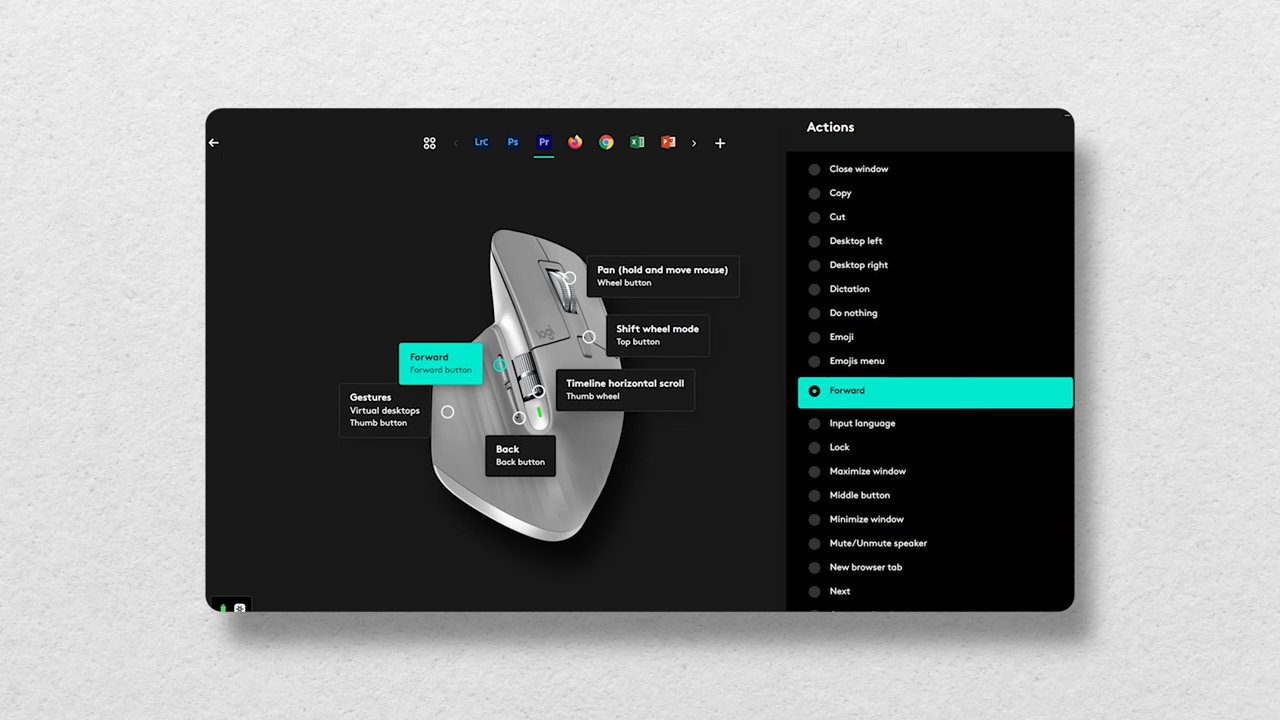 LrC
Ps
Pr
Actions
Close window
Copy
Cut
Desktop left
Desktop right
Dictation
Do nothing
Emoji
Emojis menu
Forward
Input language
Lock
Maximize window
Middle button
Minimize window
Mute/Unmute speaker
New browser tab
Next
Pan (hold and move mouse)
Wheel button
logi
Shift wheel mode
Top button
Forward
Forward button
Timeline horizontal scroll
Thumb wheel
Gestures
Virtual desktops
Thumb button
Back
Back button